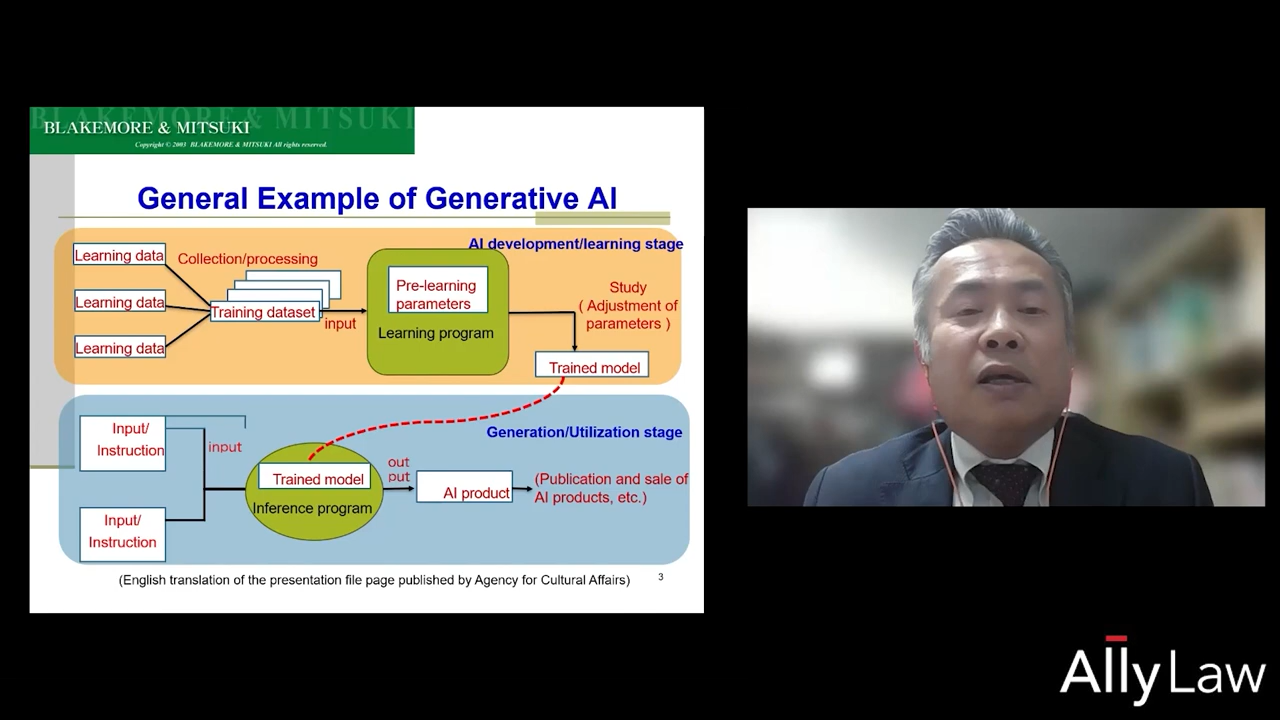 BLAKEMORE & MITSUKI
BLAKEMORE & MITSUKI
Copyright © 2003 BLAKEMORE & MITSUKI All rights reserved.
General Example of Generative AI
AI development/learning stage
Learning data
Learning data
Learning data
Collection/processing
Training dataset
input
Pre-learning
parameters
Learning program
Study
( Adjustment of
parameters )
Trained model
Generation/Utilization stage
Input/
Instruction
Input/
Instruction
input
Trained model
Inference program
out
put
AI product
(Publication and sale of
AI products, etc.)
(English translation of the presentation file page published by Agency for Cultural Affairs)
3
Ally Law